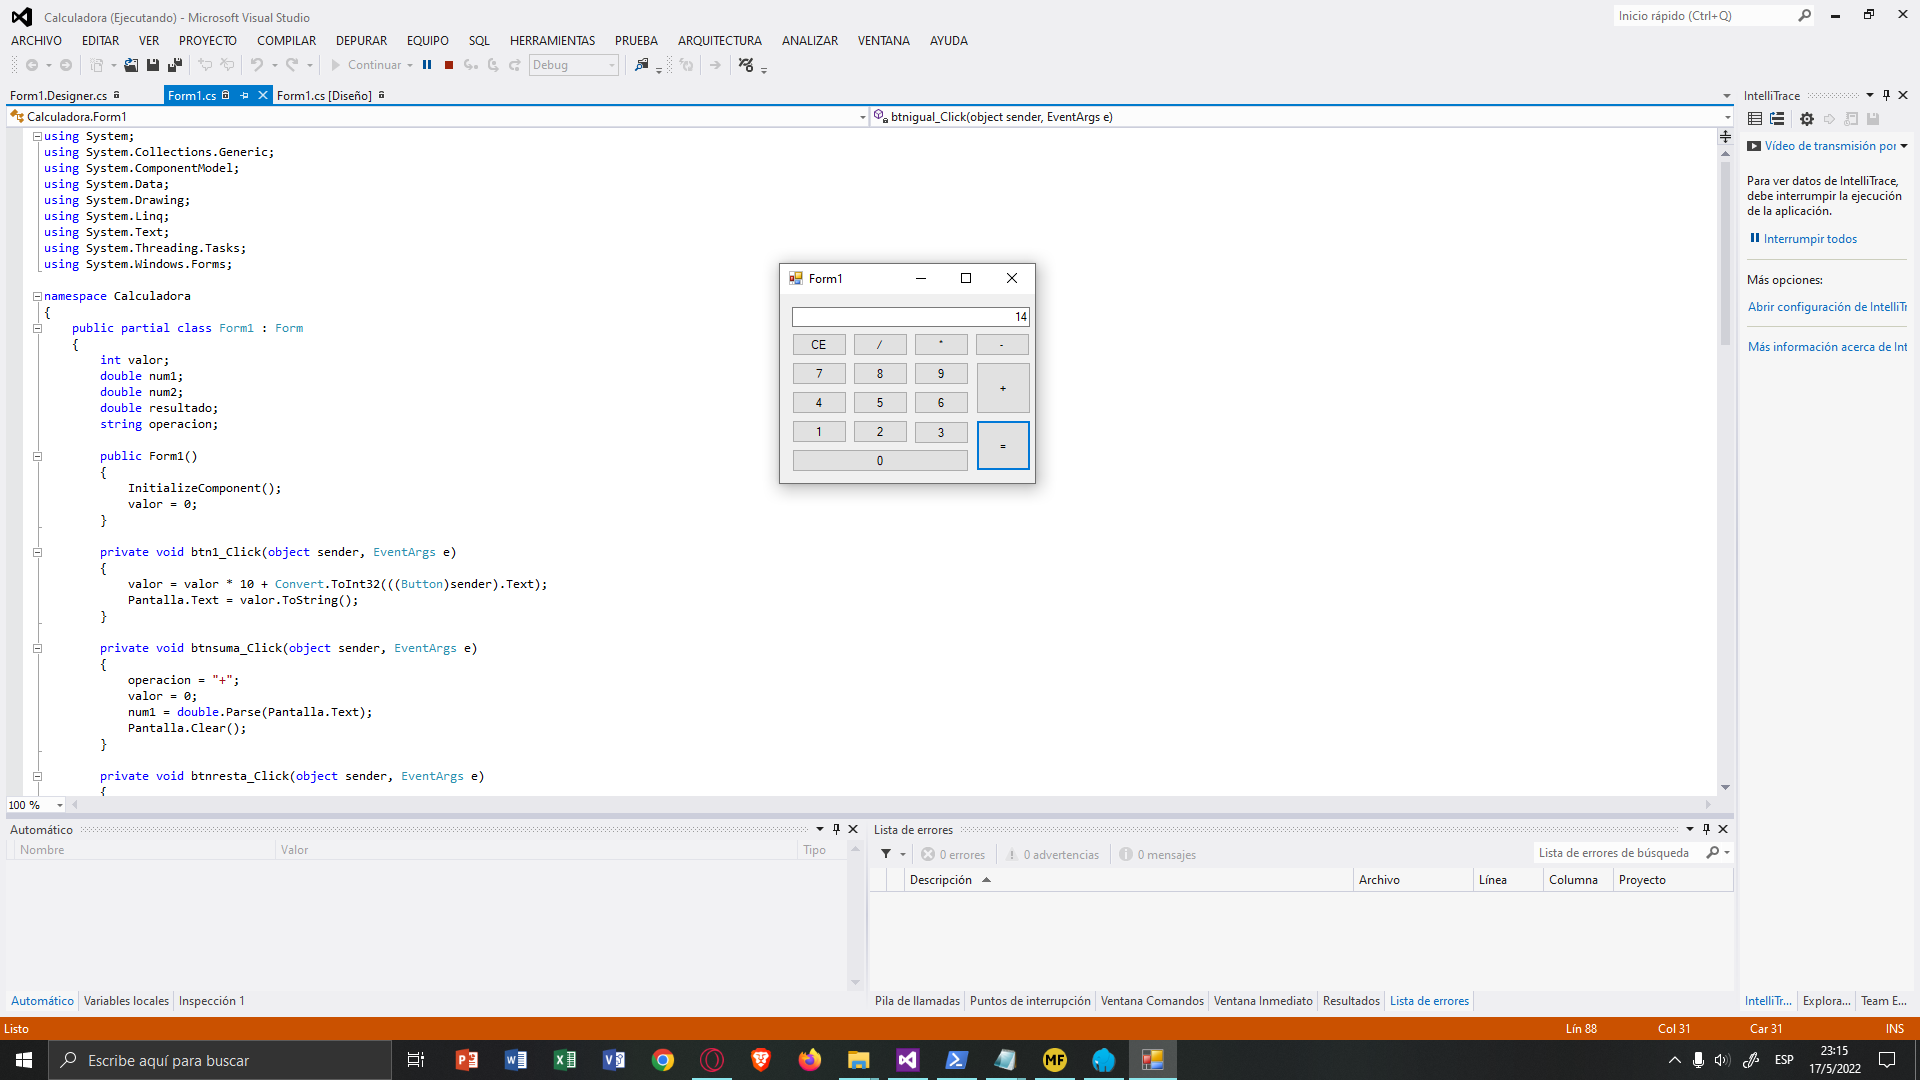 Calculadora (Ejecutando) - Microsoft Visual Studio
Inicio rápido (Ctrl+Q)
ARCHIVO EDITAR VER PROYECTO COMPILAR DEPURAR EQUIPO SQL HERRAMIENTAS PRUEBA ARQUITECTURA ANALIZAR VENTANA AYUDA
Continuar Debug
Form1.Designer.cs Form1.cs Form1.cs [Diseño]
Calculadora.Form1
btnigual_Click(object sender, EventArgs e)
using System;
using System.Collections.Generic;
using System.ComponentModel;
using System.Data;
using System.Drawing;
using System.Linq;
using System.Text;
using System.Threading.Tasks;
using System.Windows.Forms;
namespace Calculadora
{
public partial class Form1 : Form
{
int valor;
double num1;
double num2;
double resultado;
string operacion;
public Form1()
{
InitializeComponent();
valor = 0;
}
private void btn1_Click(object sender, EventArgs e)
{
valor = valor * 10 + Convert.ToInt32(((Button)sender).Text);
Pantalla.Text = valor.ToString();
}
private void btnsuma_Click(object sender, EventArgs e)
{
operacion = "+";
valor = 0;
num1 = double.Parse(Pantalla.Text);
Pantalla.Clear();
}
private void btnresta_Click(object sender, EventArgs e)
{
100 %
Form1
14
CE / * -
7 8 9 +
4 5 6
1 2 3 =
0
IntelliTrace
Vídeo de transmisión por
Para ver datos de IntelliTrace,
debe interrumpir la ejecución
de la aplicación.
Interrumpir todos
Más opciones:
Abrir configuración de IntelliTr
Más información acerca de Int
Automático
Nombre Valor Tipo
Lista de errores
0 errores 0 advertencias 0 mensajes
Lista de errores de búsqueda
Descripción Archivo Línea Columna Proyecto
Automático Variables locales Inspección 1
Pila de llamadas Puntos de interrupción Ventana Comandos Ventana Inmediato Resultados Lista de errores
IntelliTr... Explora... Team E...
Listo Lín 88 Col 31 Car 31 INS
Escribe aquí para buscar
MF
ESP
23:15
17/5/2022